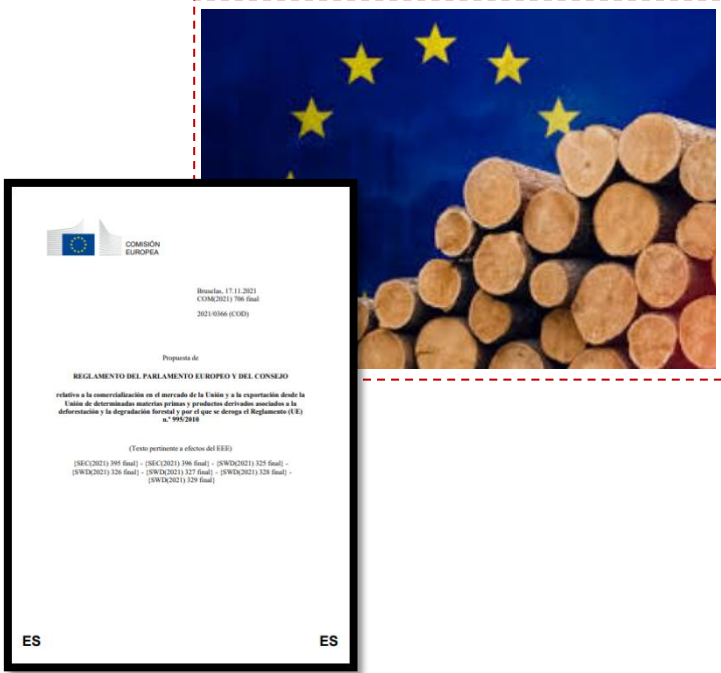 COMISIÓN
EUROPEA
Bruselas, 17.11.2021
COM(2021) 706 final
2021/0366 (COD)
Propuesta de
REGLAMENTO DEL PARLAMENTO EUROPEO Y DEL CONSEJO
relativo a la comercialización en el mercado de la Unión y a la exportación desde la
Unión de determinadas materias primas y productos derivados asociados a la
deforestación y la degradación forestal y por el que se deroga el Reglamento (UE)
n.º 995/2010
(Texto pertinente a efectos del EEE)
{SEC(2021) 395 final} - {SEC(2021) 396 final} - {SWD(2021) 325 final} -
{SWD(2021) 326 final} - {SWD(2021) 327 final} - {SWD(2021) 328 final} -
{SWD(2021) 329 final}
ES ES